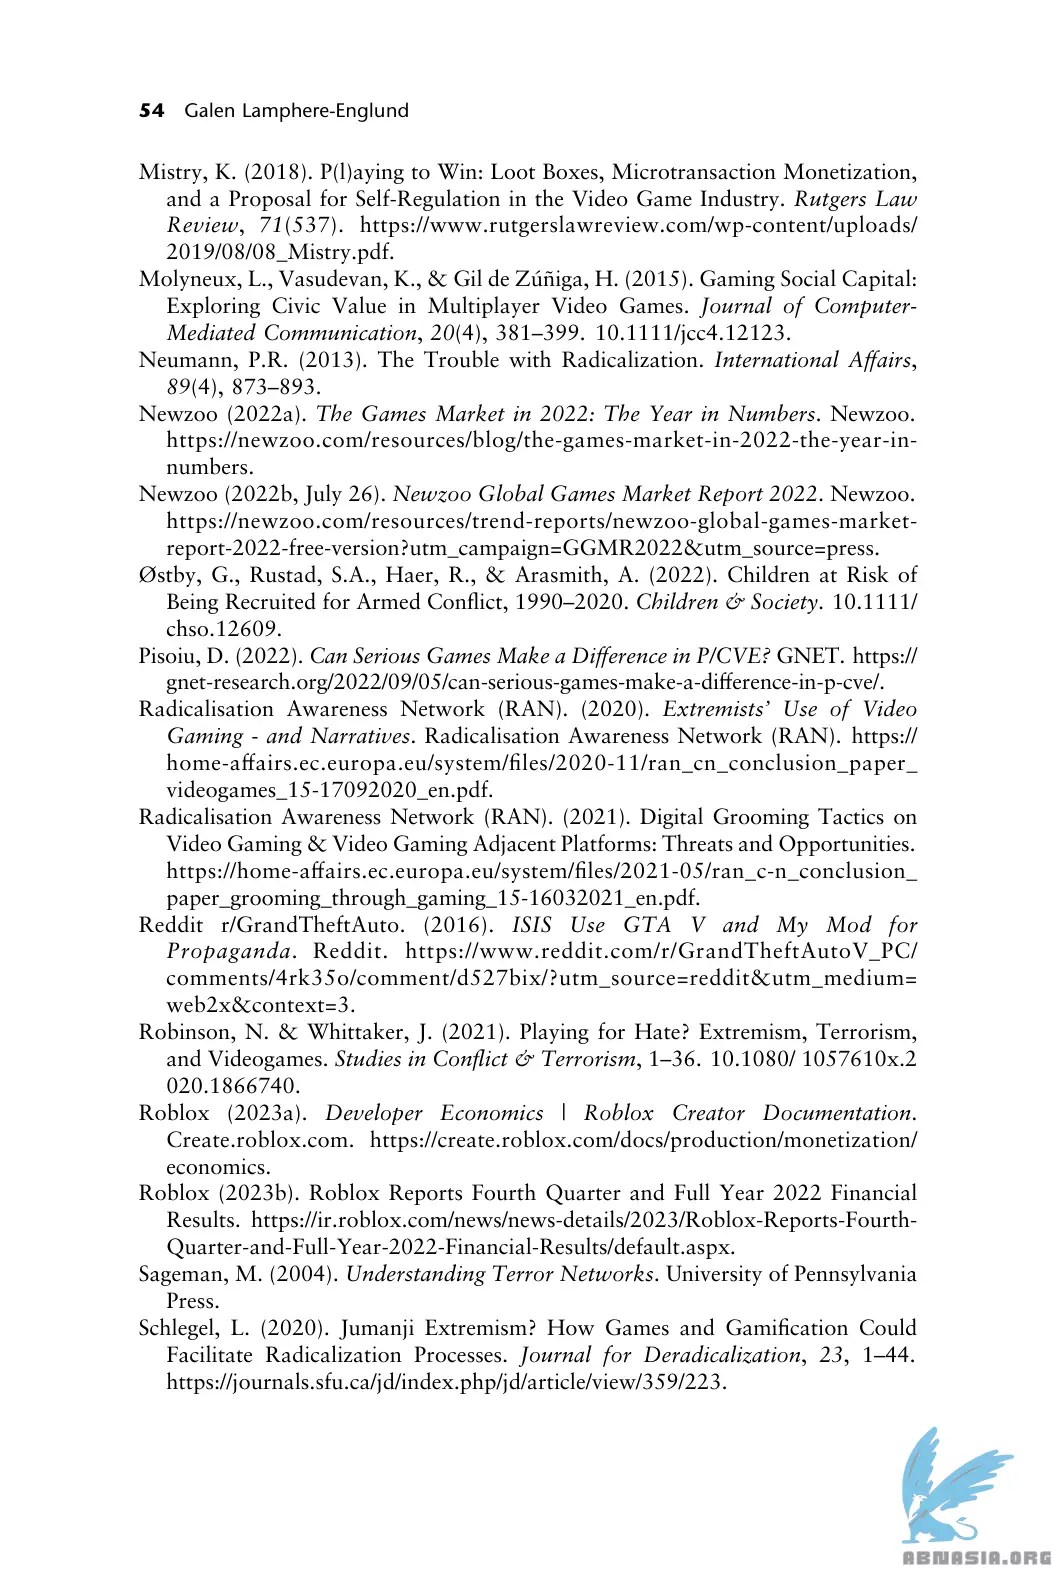 54 Galen Lamphere-Englund
Mistry, K. (2018). P(l)aying to Win: Loot Boxes, Microtransaction Monetization,
and a Proposal for Self-Regulation in the Video Game Industry. Rutgers Law
Review, 71(537). https://www.rutgerslawreview.com/wp-content/uploads/
2019/08/08_Mistry.pdf.
Molyneux, L., Vasudevan, K., & Gil de Zúñiga, H. (2015). Gaming Social Capital:
Exploring Civic Value in Multiplayer Video Games. Journal of Computer-
Mediated Communication, 20(4), 381–399. 10.1111/jcc4.12123.
Neumann, P.R. (2013). The Trouble with Radicalization. International Affairs,
89(4), 873–893.
Newzoo (2022a). The Games Market in 2022: The Year in Numbers. Newzoo.
https://newzoo.com/resources/blog/the-games-market-in-2022-the-year-in-
numbers.
Newzoo (2022b, July 26). Newzoo Global Games Market Report 2022. Newzoo.
https://newzoo.com/resources/trend-reports/newzoo-global-games-market-
report-2022-free-version?utm_campaign=GGMR2022&utm_source=press.
Østby, G., Rustad, S.A., Haer, R., & Arasmith, A. (2022). Children at Risk of
Being Recruited for Armed Conflict, 1990–2020. Children & Society. 10.1111/
chso.12609.
Pisoiu, D. (2022). Can Serious Games Make a Difference in P/CVE? GNET. https://
gnet-research.org/2022/09/05/can-serious-games-make-a-difference-in-p-cve/.
Radicalisation Awareness Network (RAN). (2020). Extremists’ Use of Video
Gaming - and Narratives. Radicalisation Awareness Network (RAN). https://
home-affairs.ec.europa.eu/system/files/2020-11/ran_cn_conclusion_paper_
videogames_15-17092020_en.pdf.
Radicalisation Awareness Network (RAN). (2021). Digital Grooming Tactics on
Video Gaming & Video Gaming Adjacent Platforms: Threats and Opportunities.
https://home-affairs.ec.europa.eu/system/files/2021-05/ran_c-n_conclusion_
paper_grooming_through_gaming_15-16032021_en.pdf.
Reddit r/GrandTheftAuto. (2016). ISIS Use GTA V and My Mod for
Propaganda. Reddit. https://www.reddit.com/r/GrandTheftAutoV_PC/
comments/4rk35o/comment/d527bix/?utm_source=reddit&utm_medium=
web2x&context=3.
Robinson, N. & Whittaker, J. (2021). Playing for Hate? Extremism, Terrorism,
and Videogames. Studies in Conflict & Terrorism, 1–36. 10.1080/ 1057610x.2
020.1866740.
Roblox (2023a). Developer Economics | Roblox Creator Documentation.
Create.roblox.com. https://create.roblox.com/docs/production/monetization/
economics.
Roblox (2023b). Roblox Reports Fourth Quarter and Full Year 2022 Financial
Results. https://ir.roblox.com/news/news-details/2023/Roblox-Reports-Fourth-
Quarter-and-Full-Year-2022-Financial-Results/default.aspx.
Sageman, M. (2004). Understanding Terror Networks. University of Pennsylvania
Press.
Schlegel, L. (2020). Jumanji Extremism? How Games and Gamification Could
Facilitate Radicalization Processes. Journal for Deradicalization, 23, 1–44.
https://journals.sfu.ca/jd/index.php/jd/article/view/359/223.
ABNASIA.ORG